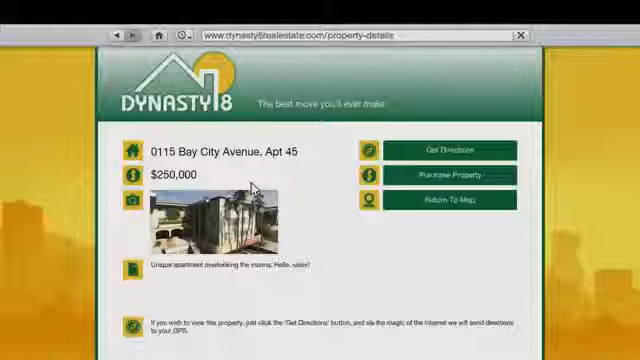 www.dynasty8realestate.com/property-details
DYNASTY 8
The best move you'll ever make.
0115 Bay City Avenue, Apt 45
$250,000
Get Directions
Purchase Property
Return To Map
Unique apartment overlooking the marina. Hello, sailor!
If you wish to view this property, just click the 'Get Directions' button, and via the magic of the Internet we will send directions
to your GPS.